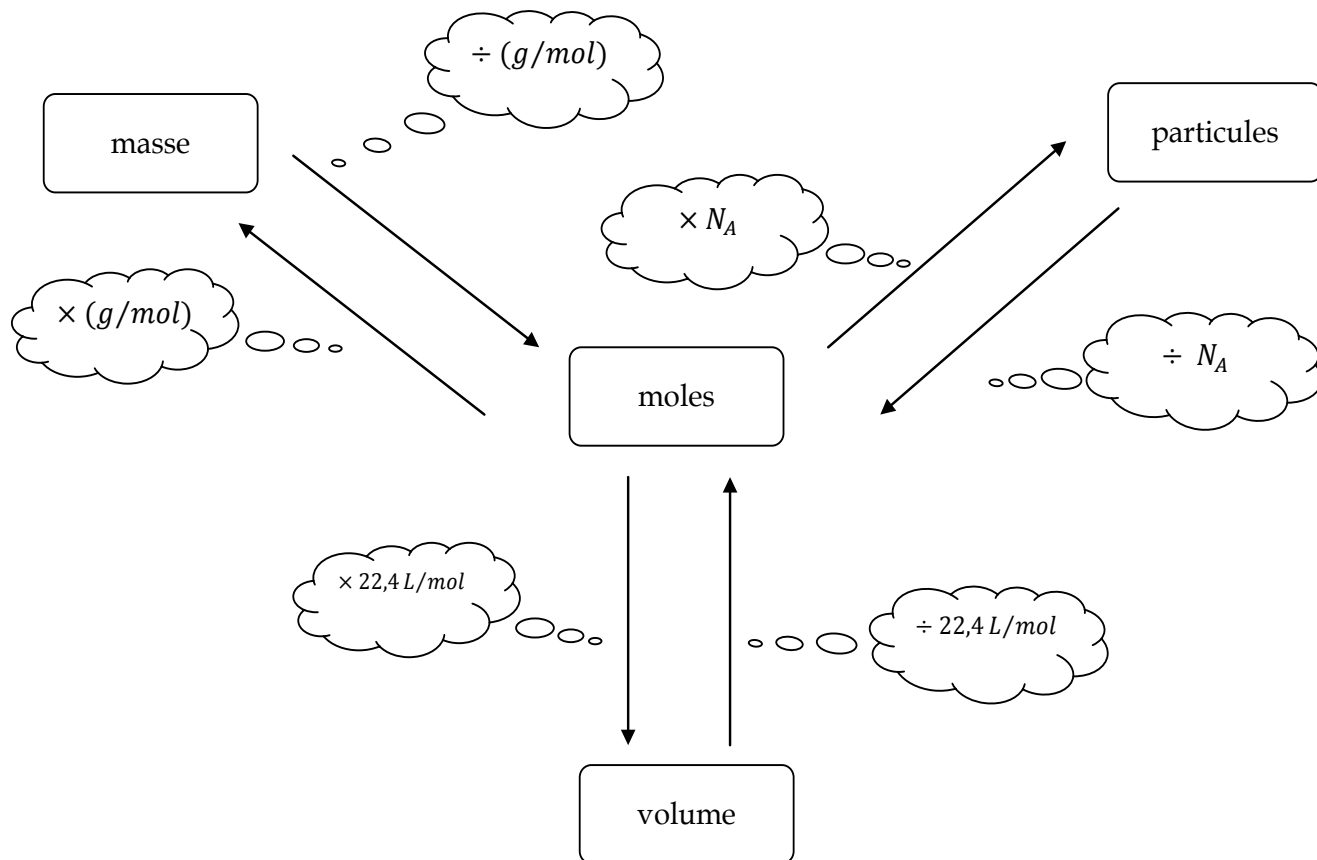 ÷ (g/mol)
masse
particules
× N_A
× (g/mol)
÷ N_A
moles
× 22,4 L/mol
÷ 22,4 L/mol
volume